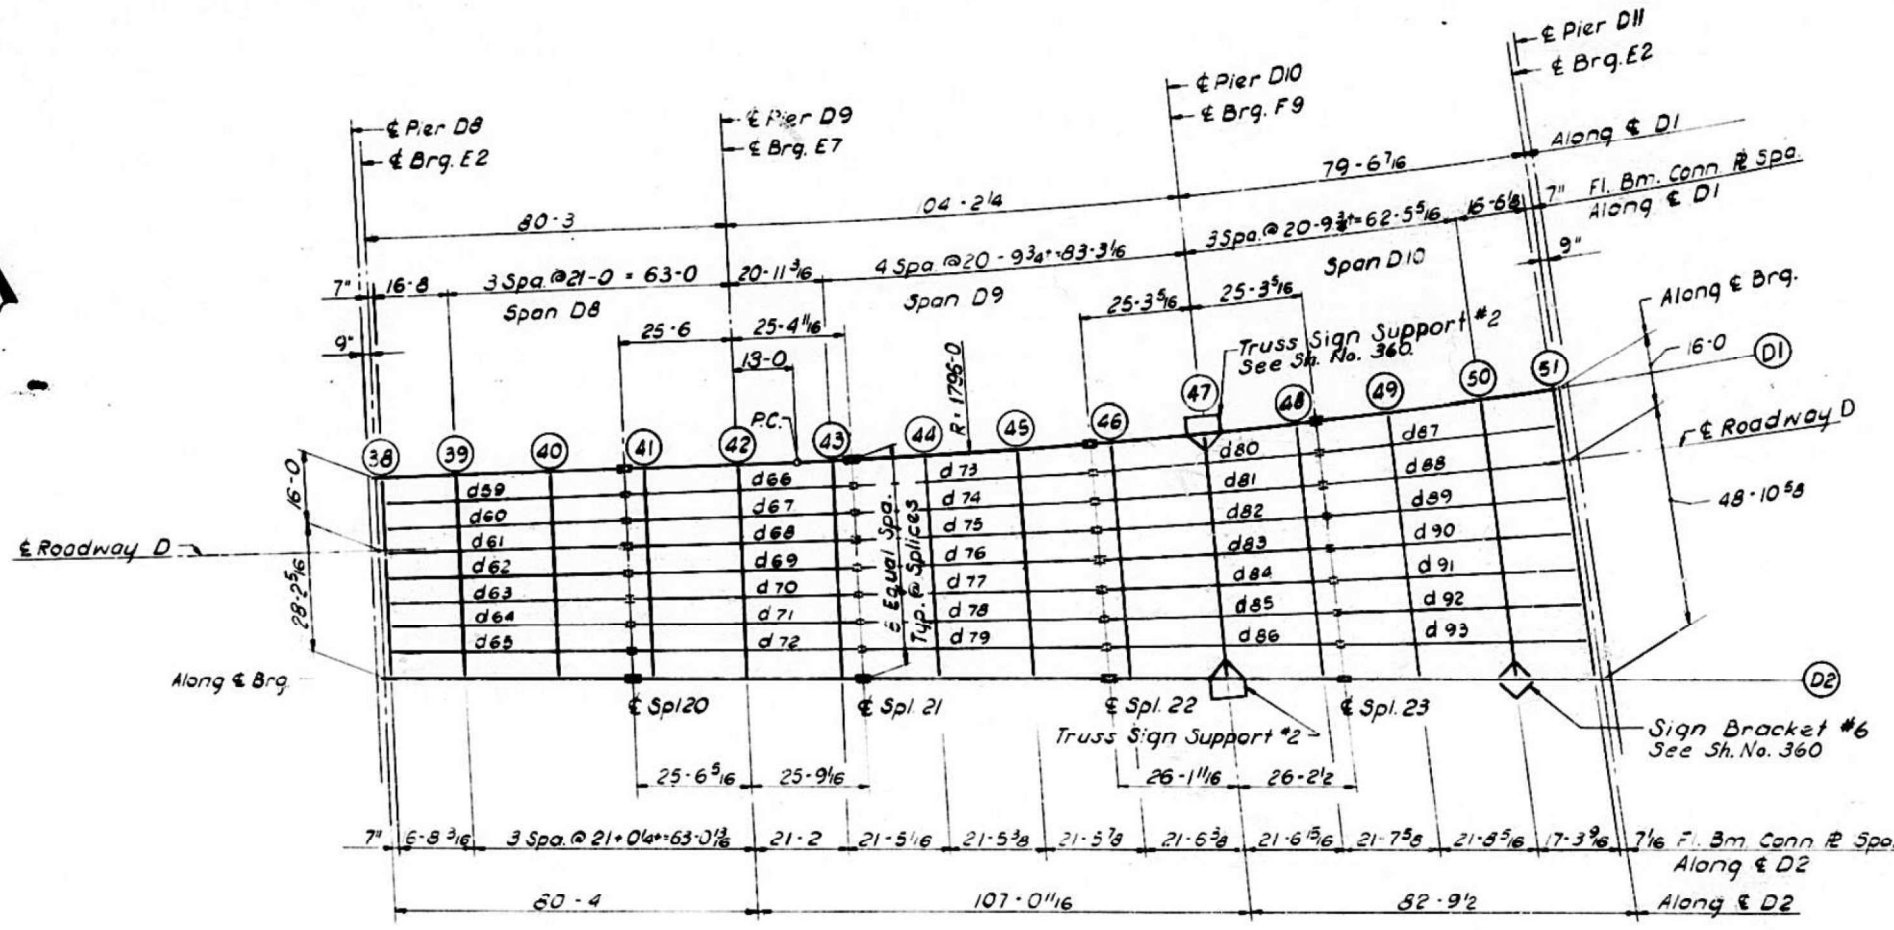 ℄ Pier D11
℄ Brg. E2
℄ Pier D10
℄ Brg. F9
℄ Pier D9
℄ Brg. E7
℄ Pier D8
℄ Brg. E2
Along ℄ D1
79-6 7/16
7" Fl. Bm. Conn ℞ Spa.
Along ℄ D1
104-2 1/4
80-3
3 Spa. @ 20-9 3/4+=62-5 5/16
16-6 1/8
9"
Span D10
4 Spa @ 20-9 3/4+=83-3 1/16
Span D9
7"
16-8
3 Spa. @ 21-0 = 63-0
20-11 3/16
Span D8
9"
25-6
25-4 11/16
13-0
25-3 5/16
25-3 5/16
Along ℄ Brg.
Truss Sign Support #2
See Sh. No. 360.
16-0
D1
R=1796-0
P.C.
38
39
40
41
42
43
44
45
46
47
48
49
50
51
℄ Roadway D
48-10 5/8
16-0
28-2 5/16
℄ Roadway D
Along ℄ Brg.
d59
d60
d61
d62
d63
d64
d65
d66
d67
d68
d69
d70
d71
d72
Equal Spa.
Typ. @ Splices
d73
d74
d75
d76
d77
d78
d79
d80
d81
d82
d83
d84
d85
d86
d87
d88
d89
d90
d91
d92
d93
D2
℄ Spl 20
℄ Spl. 21
℄ Spl. 22
℄ Spl. 23
Truss Sign Support #2
Sign Bracket #6
See Sh. No. 360
25-6 5/16
25-9 1/16
26-1 11/16
26-2 1/2
7"
16-8 3/16
3 Spa. @ 21-0 1/4+=63-0 13/16
21-2
21-5 1/16
21-5 3/8
21-5 7/8
21-6 3/8
21-6 15/16
21-7 5/8
21-8 5/16
17-3 9/16
7 1/16 Fl. Bm. Conn ℞ Spa.
Along ℄ D2
80-4
107-0 11/16
82-9 1/2
Along ℄ D2